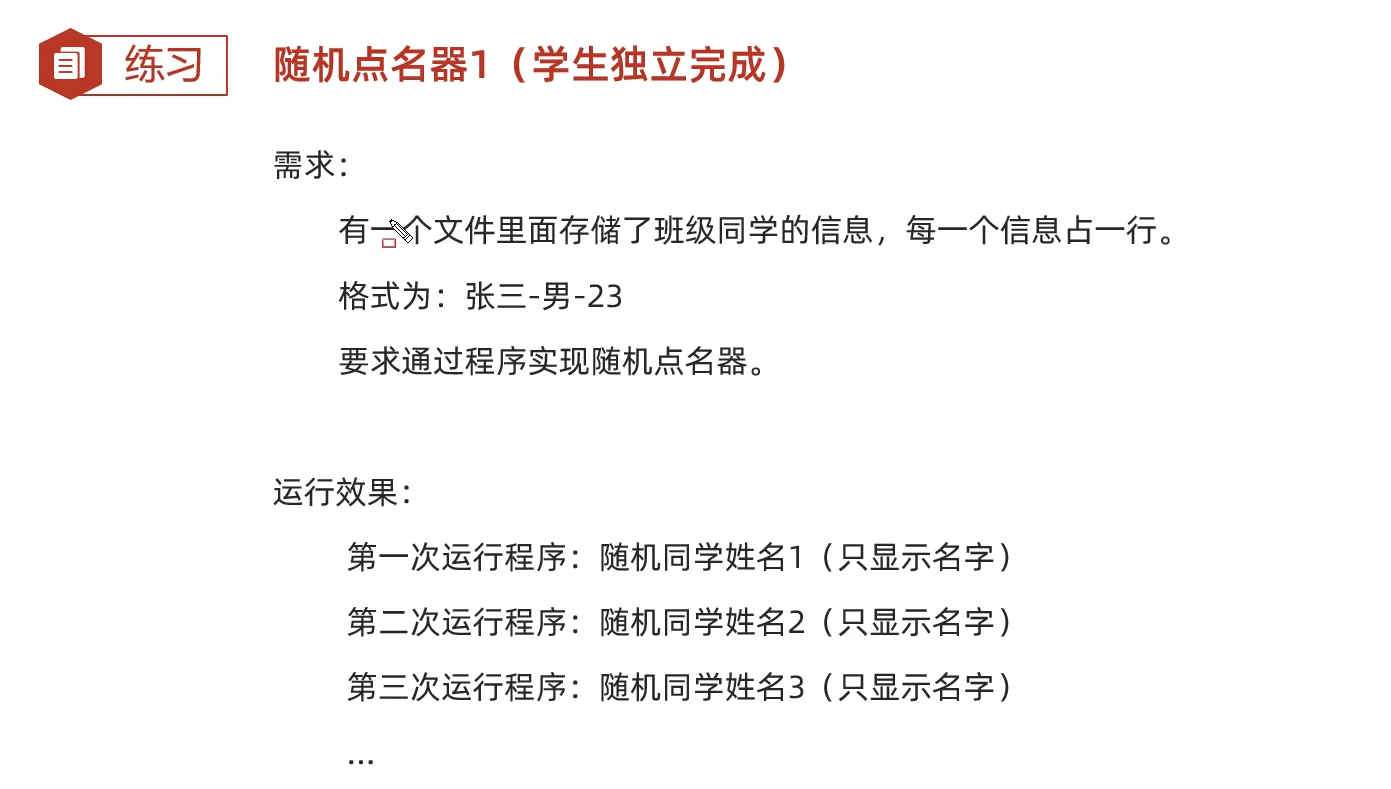 练习
随机点名器1（学生独立完成）
需求：
有一个文件里面存储了班级同学的信息，每一个信息占一行。
格式为：张三-男-23
要求通过程序实现随机点名器。
运行效果：
第一次运行程序：随机同学姓名1（只显示名字）
第二次运行程序：随机同学姓名2（只显示名字）
第三次运行程序：随机同学姓名3（只显示名字）
...